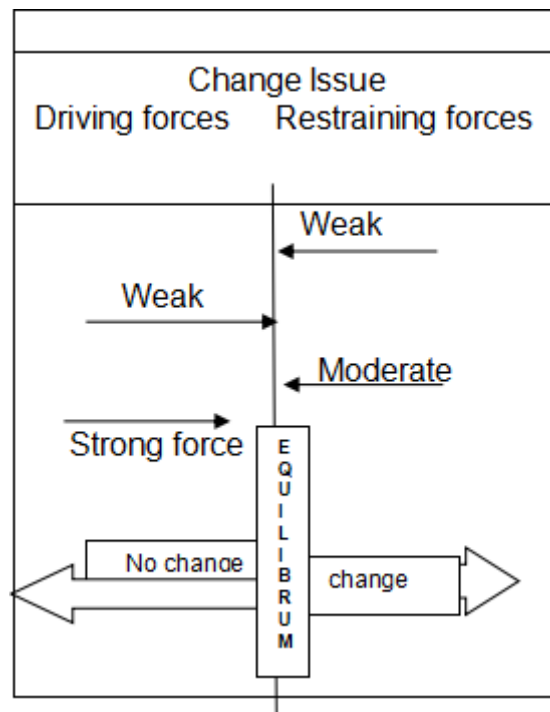 Change Issue
Driving forces Restraining forces
Weak
Weak
Moderate
Strong force
EQUILIBRUM
No change
change